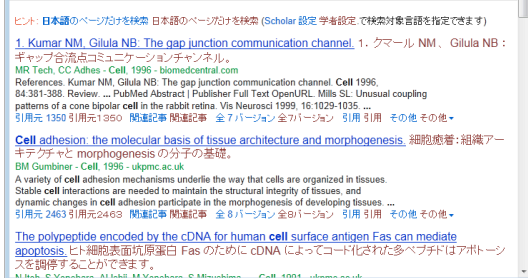 ヒント: 日本語のページだけを検索 日本語のページだけを検索 (Scholar 設定 学者設定. で検索対象言語を指定できます)
1. Kumar NM, Gilula NB: The gap junction communication channel. 1. クマール NM 、 Gilula NB :
ギャップ合流点コミュニケーションチャンネル。
MR Tech, CC Adhes - Cell, 1996 - biomedcentral.com
References. Kumar NM, Gilula NB: The gap junction communication channel. Cell 1996,
84:381-388. Review. ... PubMed Abstract | Publisher Full Text OpenURL. Mills SL: Unusual coupling
patterns of a cone bipolar cell in the rabbit retina. Vis Neurosci 1999, 16:1029-1035. ...
引用元 1350 引用元1350 関連記事 関連記事 全 7 バージョン 全7バージョン 引用 引用 その他 その他
Cell adhesion: the molecular basis of tissue architecture and morphogenesis. 細胞癒着:組織アー
キテクチャと morphogenesis の分子の基礎。
BM Gumbiner - Cell, 1996 - ukpmc.ac.uk
A variety of cell adhesion mechanisms underlie the way that cells are organized in tissues.
Stable cell interactions are needed to maintain the structural integrity of tissues, and
dynamic changes in cell adhesion participate in the morphogenesis of developing tissues. ...
引用元 2463 引用元2463 関連記事 関連記事 全 8 バージョン 全8バージョン 引用 引用 その他 その他
The polypeptide encoded by the cDNA for human cell surface antigen Fas can mediate
apoptosis. ヒト細胞表面坑原蛋白 Fas のために cDNA によってコード化された多ペプチドはアポトーシ
スを調停することができます。